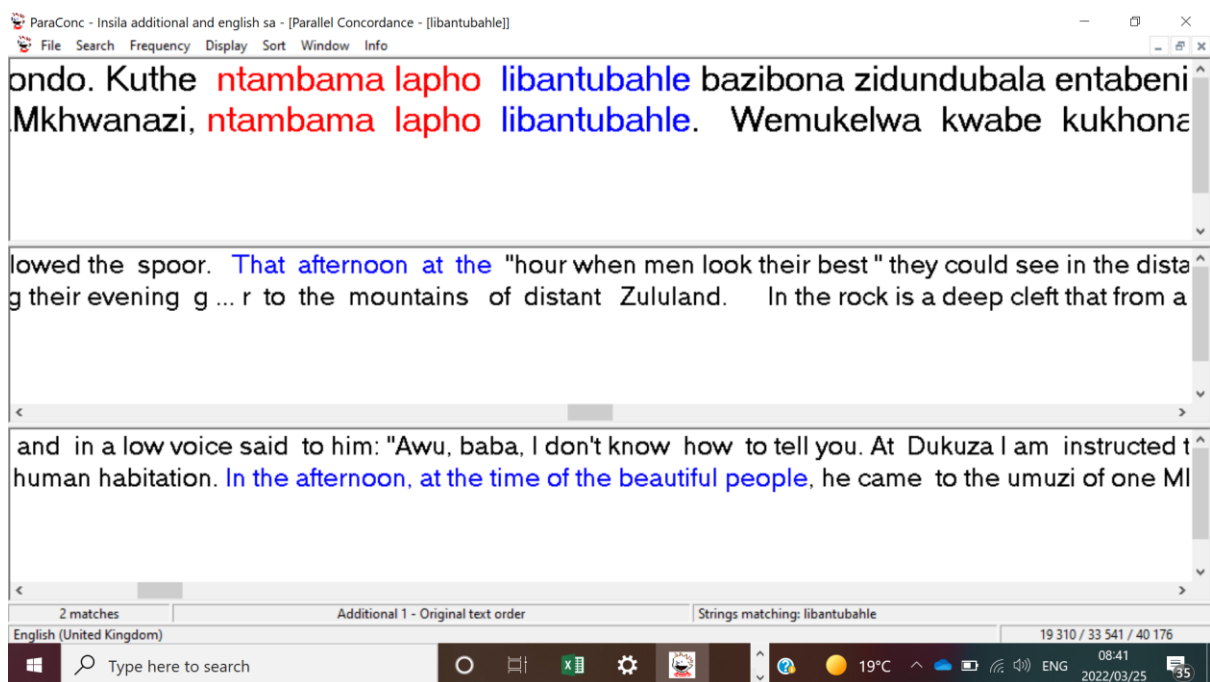 ParaConc - Insila additional and english sa - [Parallel Concordance - [libantubahle]]
File Search Frequency Display Sort Window Info
ondo. Kuthe ntambama lapho libantubahle bazibona zidundubala entabeni
.Mkhwanazi, ntambama lapho libantubahle. Wemukelwa kwabe kukhona
lowed the spoor. That afternoon at the "hour when men look their best " they could see in the dista
g their evening g ... r to the mountains of distant Zululand. In the rock is a deep cleft that from a
and in a low voice said to him: "Awu, baba, I don't know how to tell you. At Dukuza I am instructed t
human habitation. In the afternoon, at the time of the beautiful people, he came to the umuzi of one Ml
2 matches Additional 1 - Original text order Strings matching: libantubahle
English (United Kingdom) 19 310 / 33 541 / 40 176
Type here to search 19°C ENG 08:41
2022/03/25 35